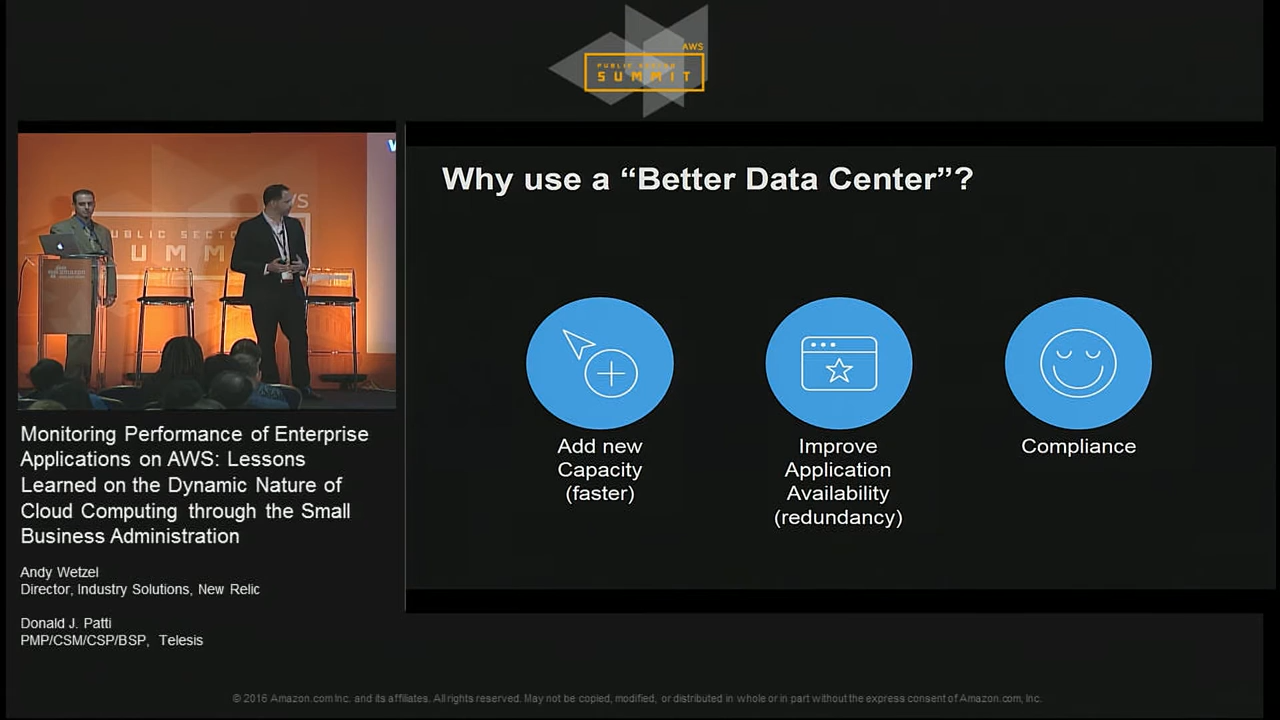 AWS
PUBLIC SECTOR
SUMMIT
Why use a “Better Data Center”?
Add new
Capacity
(faster)
Improve
Application
Availability
(redundancy)
Compliance
Monitoring Performance of Enterprise
Applications on AWS: Lessons
Learned on the Dynamic Nature of
Cloud Computing through the Small
Business Administration
Andy Wetzel
Director, Industry Solutions, New Relic
Donald J. Patti
PMP/CSM/CSP/BSP, Telesis
© 2016 Amazon.com Inc. and its affiliates. All rights reserved. May not be copied, modified, or distributed in whole or in part without the express consent of Amazon.com, Inc.